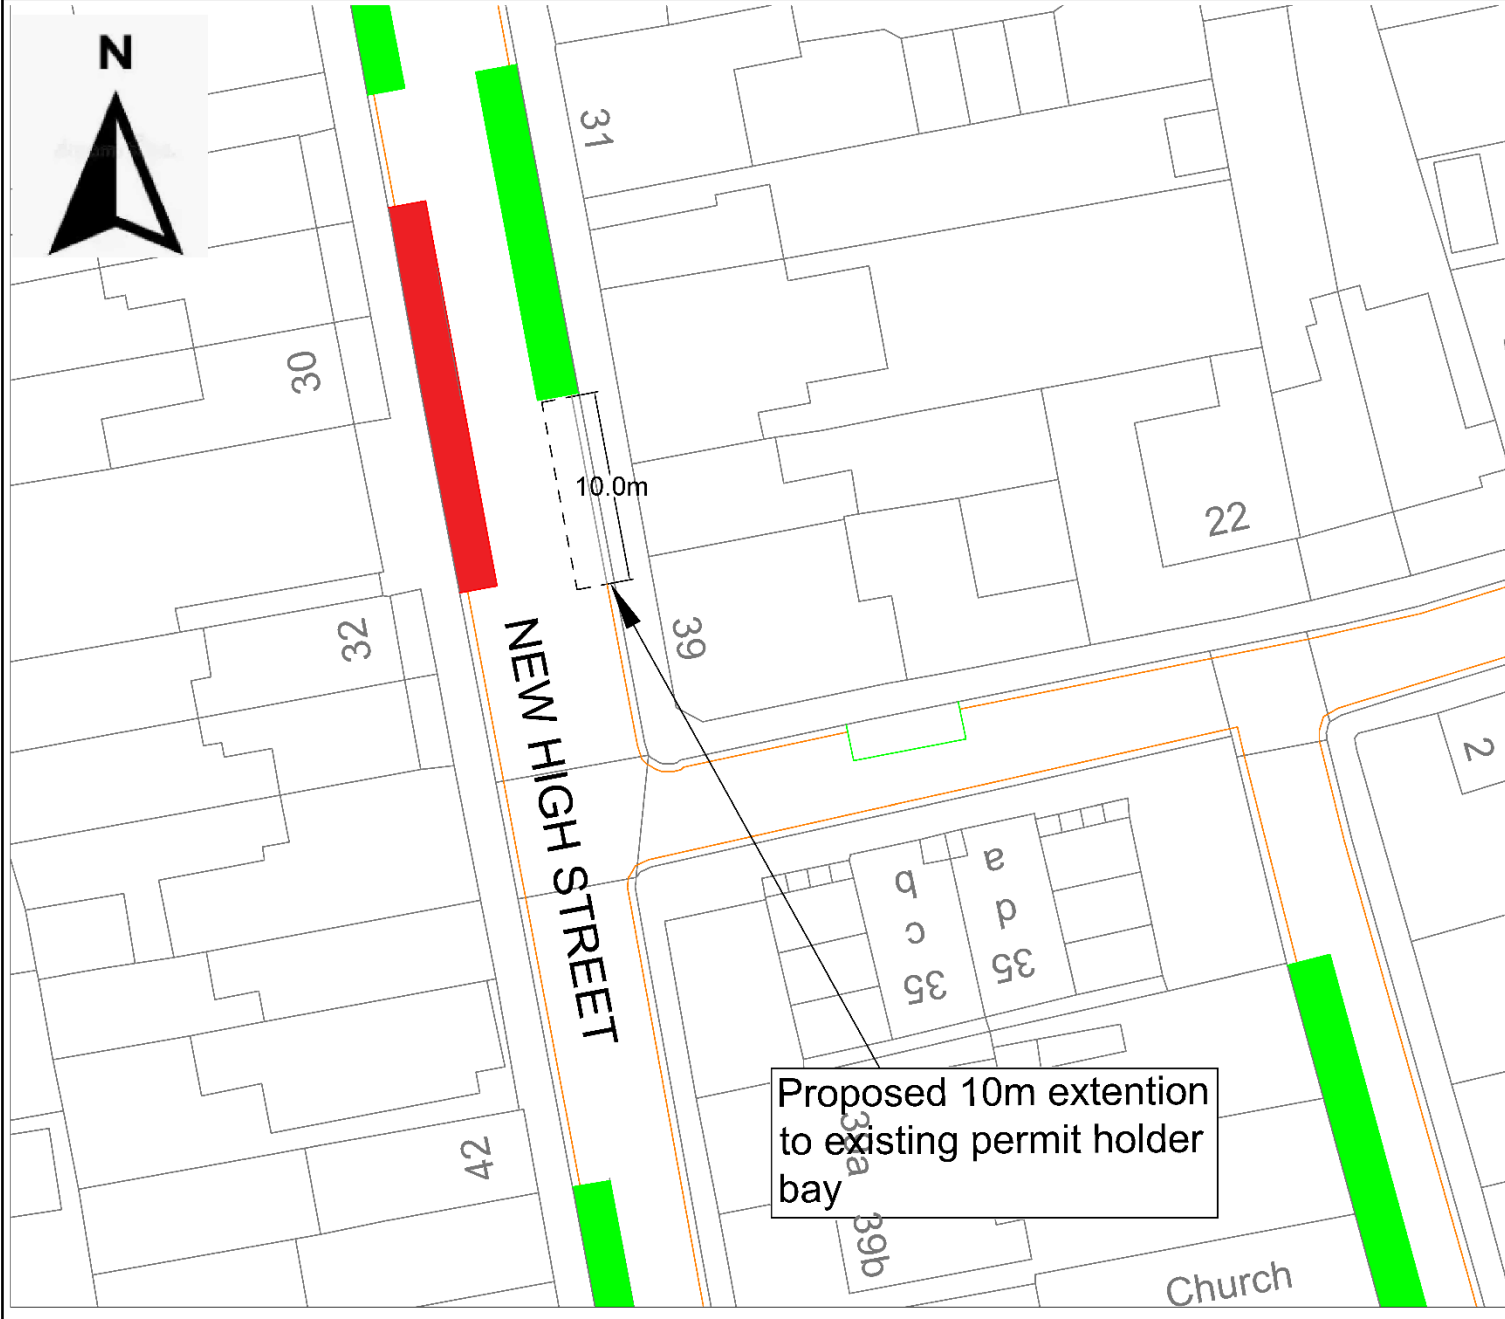 N
31
30
10.0m
22
32
39
NEW HIGH STREET
2
a
b
d
c
35
35
Proposed 10m extention
to existing permit holder
bay
39a
42
39b
Church